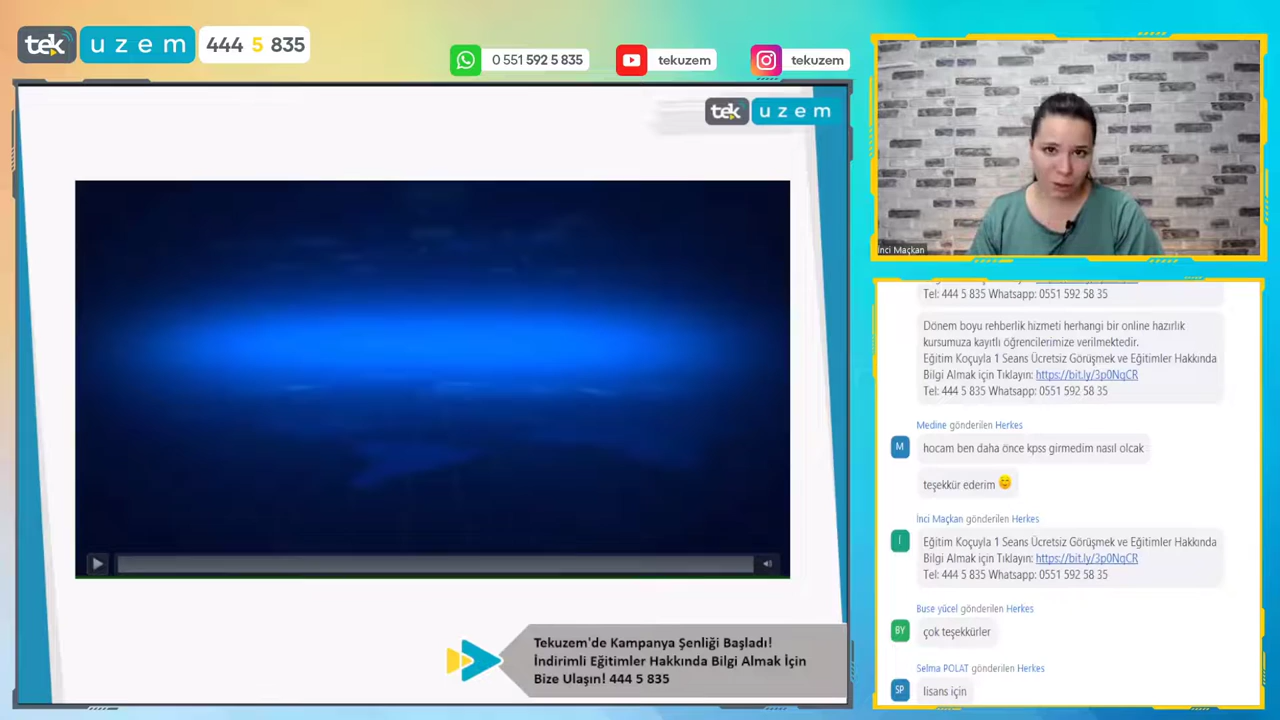 tek uzem 444 5 835
0 551 592 5 835
tekuzem
tekuzem
tek uzem
Tekuzem'de Kampanya Şenliği Başladı!
İndirimli Eğitimler Hakkında Bilgi Almak İçin
Bize Ulaşın! 444 5 835
İnci Maçkan
Tel: 444 5 835 Whatsapp: 0551 592 58 35
Dönem boyu rehberlik hizmeti herhangi bir online hazırlık
kursumuza kayıtlı öğrencilerimize verilmektedir.
Eğitim Koçuyla 1 Seans Ücretsiz Görüşmek ve Eğitimler Hakkında
Bilgi Almak için Tıklayın: https://bit.ly/3p0NqCR
Tel: 444 5 835 Whatsapp: 0551 592 58 35
Medine gönderilen Herkes
M
hocam ben daha önce kpss girmedim nasıl olcak
teşekkür ederim 😊
İnci Maçkan gönderilen Herkes
İ
Eğitim Koçuyla 1 Seans Ücretsiz Görüşmek ve Eğitimler Hakkında
Bilgi Almak için Tıklayın: https://bit.ly/3p0NqCR
Tel: 444 5 835 Whatsapp: 0551 592 58 35
Buse yücel gönderilen Herkes
BY
çok teşekkürler
Selma POLAT gönderilen Herkes
SP
lisans için